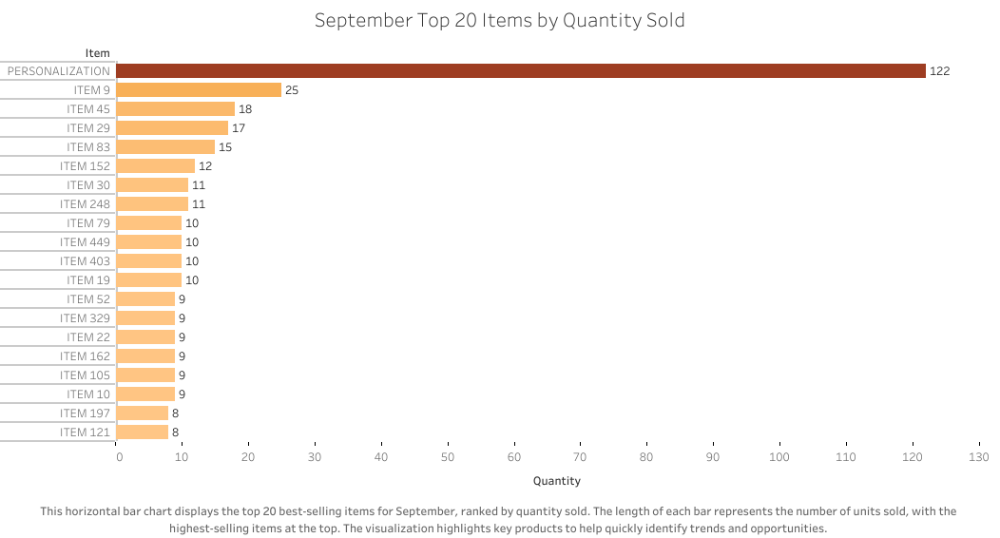 September Top 20 Items by Quantity Sold
Item
PERSONALIZATION 122
ITEM 9 25
ITEM 45 18
ITEM 29 17
ITEM 83 15
ITEM 152 12
ITEM 30 11
ITEM 248 11
ITEM 79 10
ITEM 449 10
ITEM 403 10
ITEM 19 10
ITEM 52 9
ITEM 329 9
ITEM 22 9
ITEM 162 9
ITEM 105 9
ITEM 10 9
ITEM 197 8
ITEM 121 8
0 10 20 30 40 50 60 70 80 90 100 110 120 130
Quantity
This horizontal bar chart displays the top 20 best-selling items for September, ranked by quantity sold. The length of each bar represents the number of units sold, with the
highest-selling items at the top. The visualization highlights key products to help quickly identify trends and opportunities.